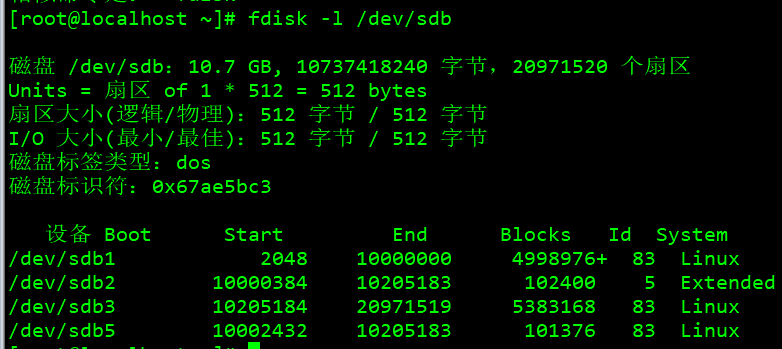 [root@localhost ~]# fdisk -l /dev/sdb
磁盘 /dev/sdb：10.7 GB, 10737418240 字节，20971520 个扇区
Units = 扇区 of 1 * 512 = 512 bytes
扇区大小(逻辑/物理)：512 字节 / 512 字节
I/O 大小(最小/最佳)：512 字节 / 512 字节
磁盘标签类型：dos
磁盘标识符：0x67ae5bc3
设备 Boot Start End Blocks Id System
/dev/sdb1 2048 10000000 4998976+ 83 Linux
/dev/sdb2 10000384 10205183 102400 5 Extended
/dev/sdb3 10205184 20971519 5383168 83 Linux
/dev/sdb5 10002432 10205183 101376 83 Linux